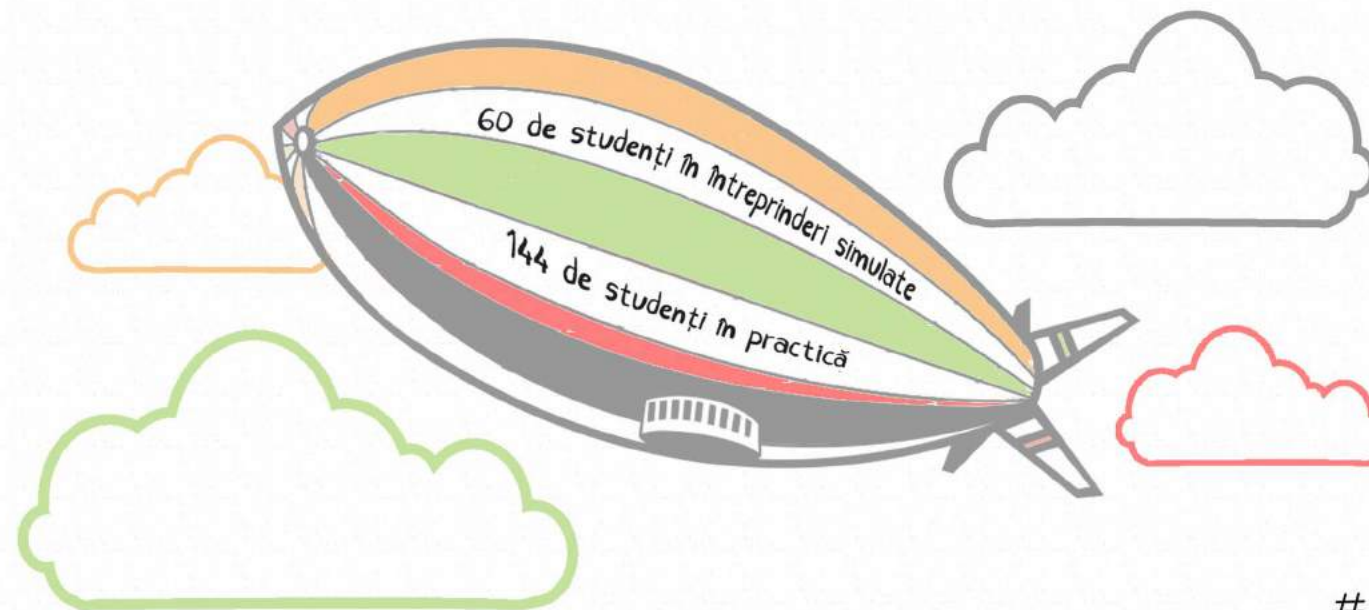 60 de studenți în întreprinderi simulate
144 de studenți în practică
#